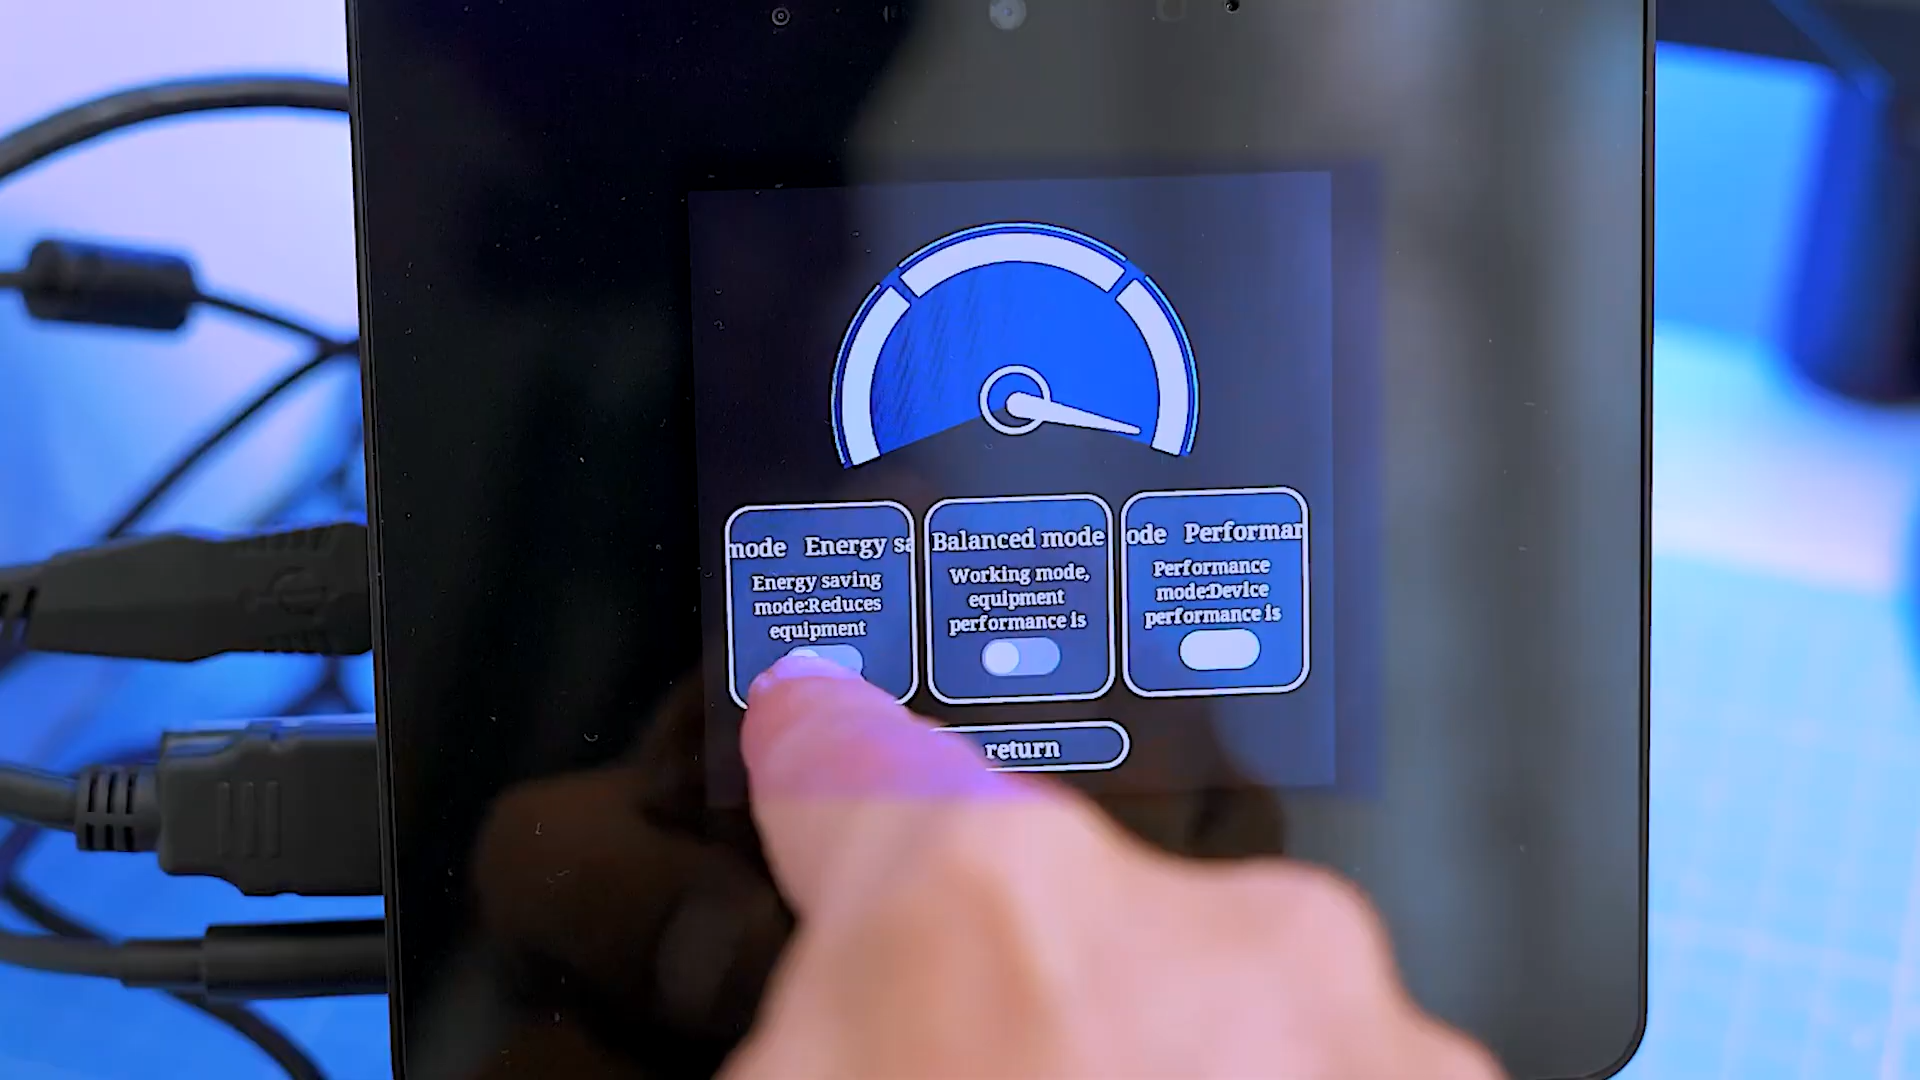 mode Energy sa
Energy saving
mode:Reduces
equipment
Balanced mode
Working mode,
equipment
performance is
ode Performan
Performance
mode:Device
performance is
return